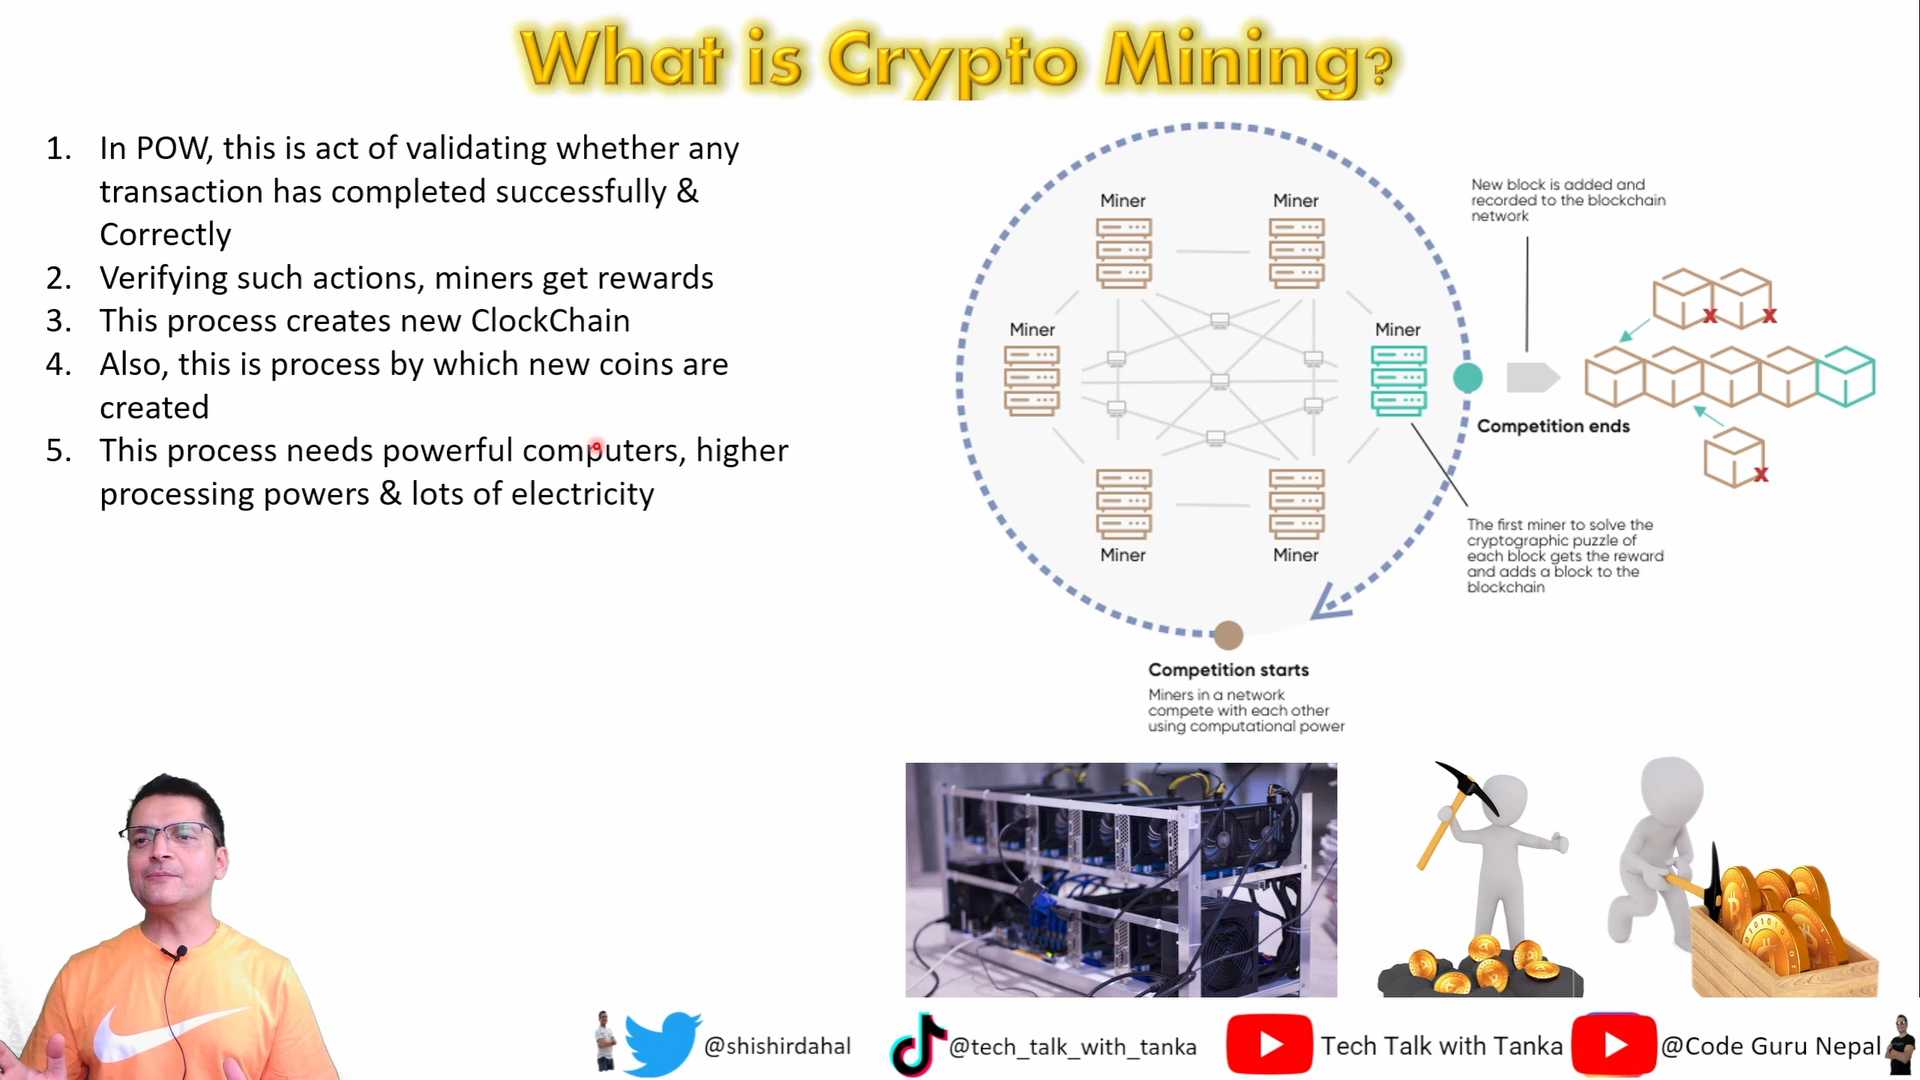 What is Crypto Mining?
1. In POW, this is act of validating whether any
transaction has completed successfully &
Correctly
2. Verifying such actions, miners get rewards
3. This process creates new ClockChain
4. Also, this is process by which new coins are
created
5. This process needs powerful computers, higher
processing powers & lots of electricity
Miner
Miner
Miner
Miner
Miner
Miner
New block is added and
recorded to the blockchain
network
x
x
x
Competition ends
The first miner to solve the
cryptographic puzzle of
each block gets the reward
and adds a block to the
blockchain
Competition starts
Miners in a network
compete with each other
using computational power
@shishirdahal
@tech_talk_with_tanka
Tech Talk with Tanka
@Code Guru Nepal